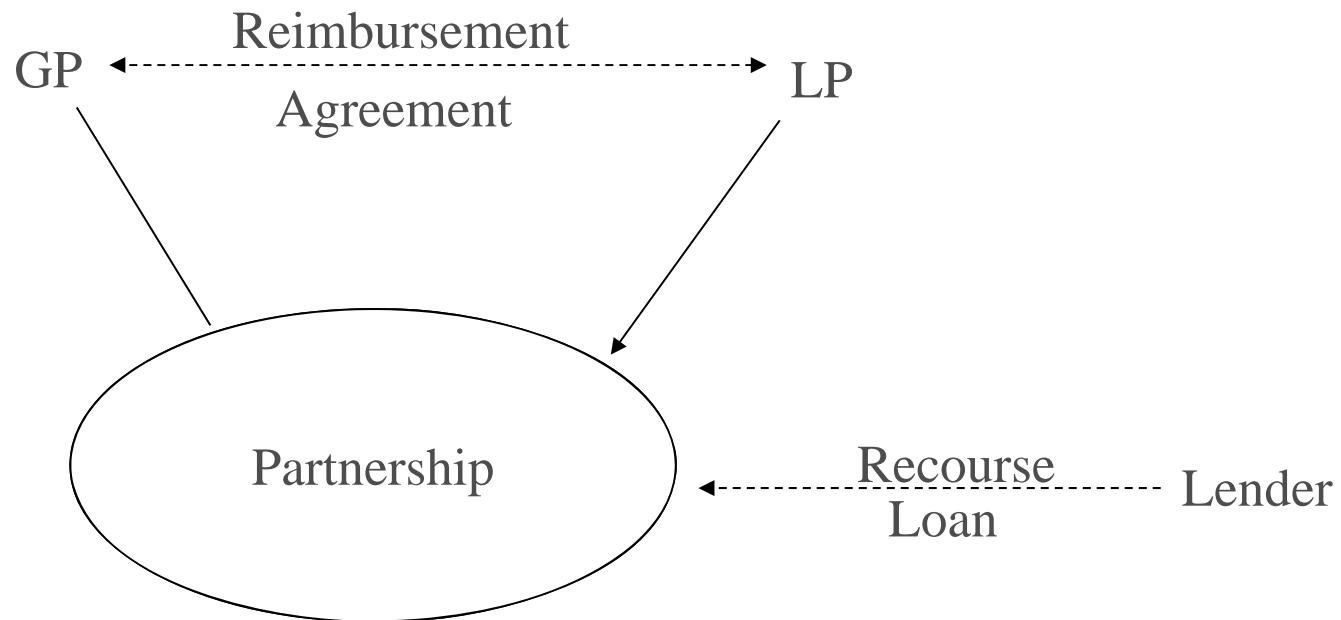 Reimbursement
GP
LP
Agreement
Partnership
Recourse
Loan
Lender